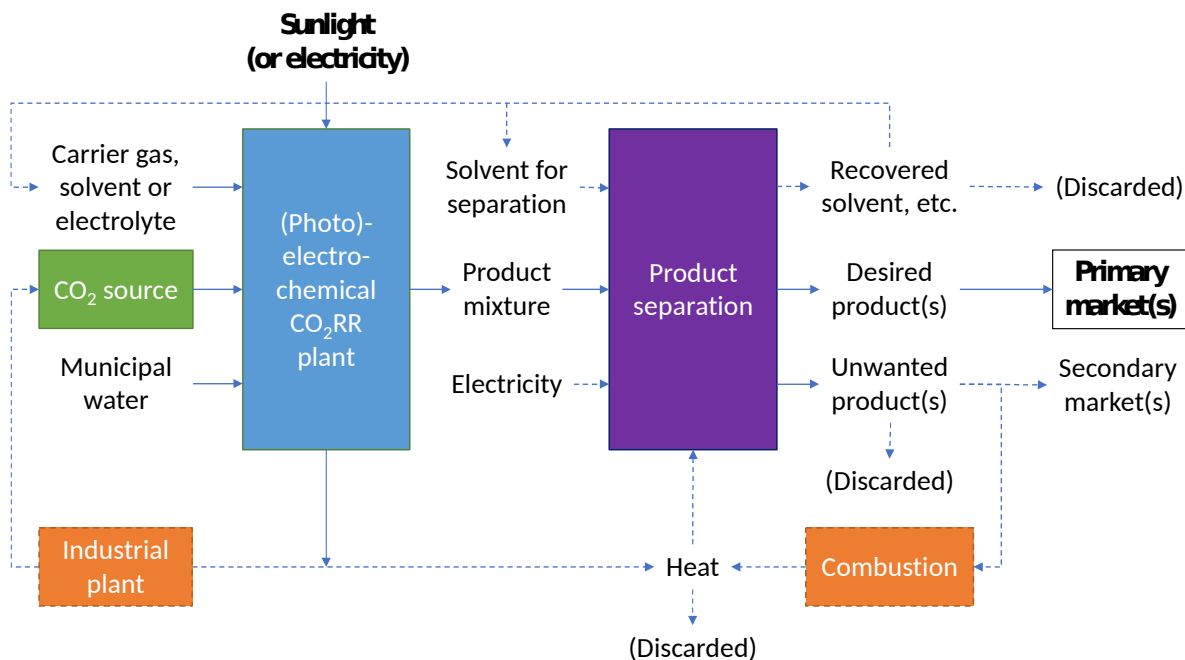 Sunlight
(or electricity)
Carrier gas,
solvent or
electrolyte
CO₂ source
Municipal
water
Industrial
plant
(Photo)-
electro-
chemical
CO₂RR
plant
Solvent for
separation
Product
mixture
Electricity
Product
separation
Recovered
solvent, etc.
(Discarded)
Desired
product(s)
Primary
market(s)
Unwanted
product(s)
Secondary
market(s)
(Discarded)
Heat
Combustion
(Discarded)